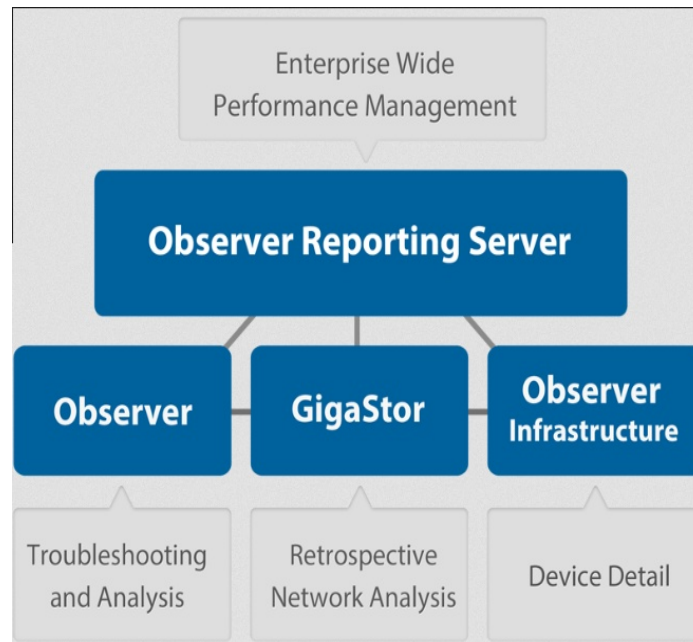 Enterprise Wide
Performance Management
Observer Reporting Server
Observer
GigaStor
Observer
Infrastructure
Troubleshooting
and Analysis
Retrospective
Network Analysis
Device Detail